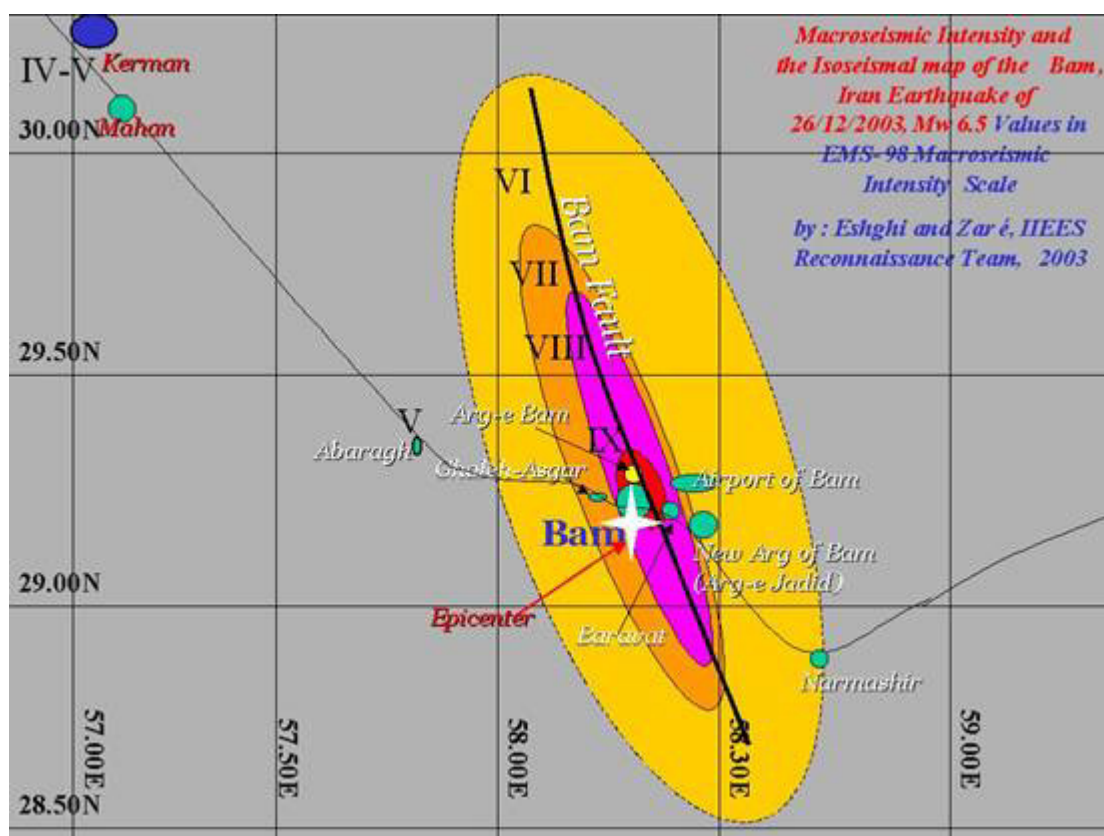 Macroseismic Intensity and
the Isoseismal map of the Bam,
Iran Earthquake of
26/12/2003, Mw 6.5 Values in
EMS-98 Macroseismic
Intensity Scale
by : Eshghi and Zaré, IIEES
Reconnaissance Team, 2003
Kerman
IV-V
Mahan
30.00N
VI
Bam Fault
VII
VIII
29.50N
V
Arg-e Bam
IX
Abaragh
Ghaleh-Asgar
Airport of Bam
Bam
New Arg of Bam
(Arg-e Jadid)
29.00N
Epicenter
Baravat
Narmashir
57.00E
57.50E
58.00E
58.30E
59.00E
28.50N